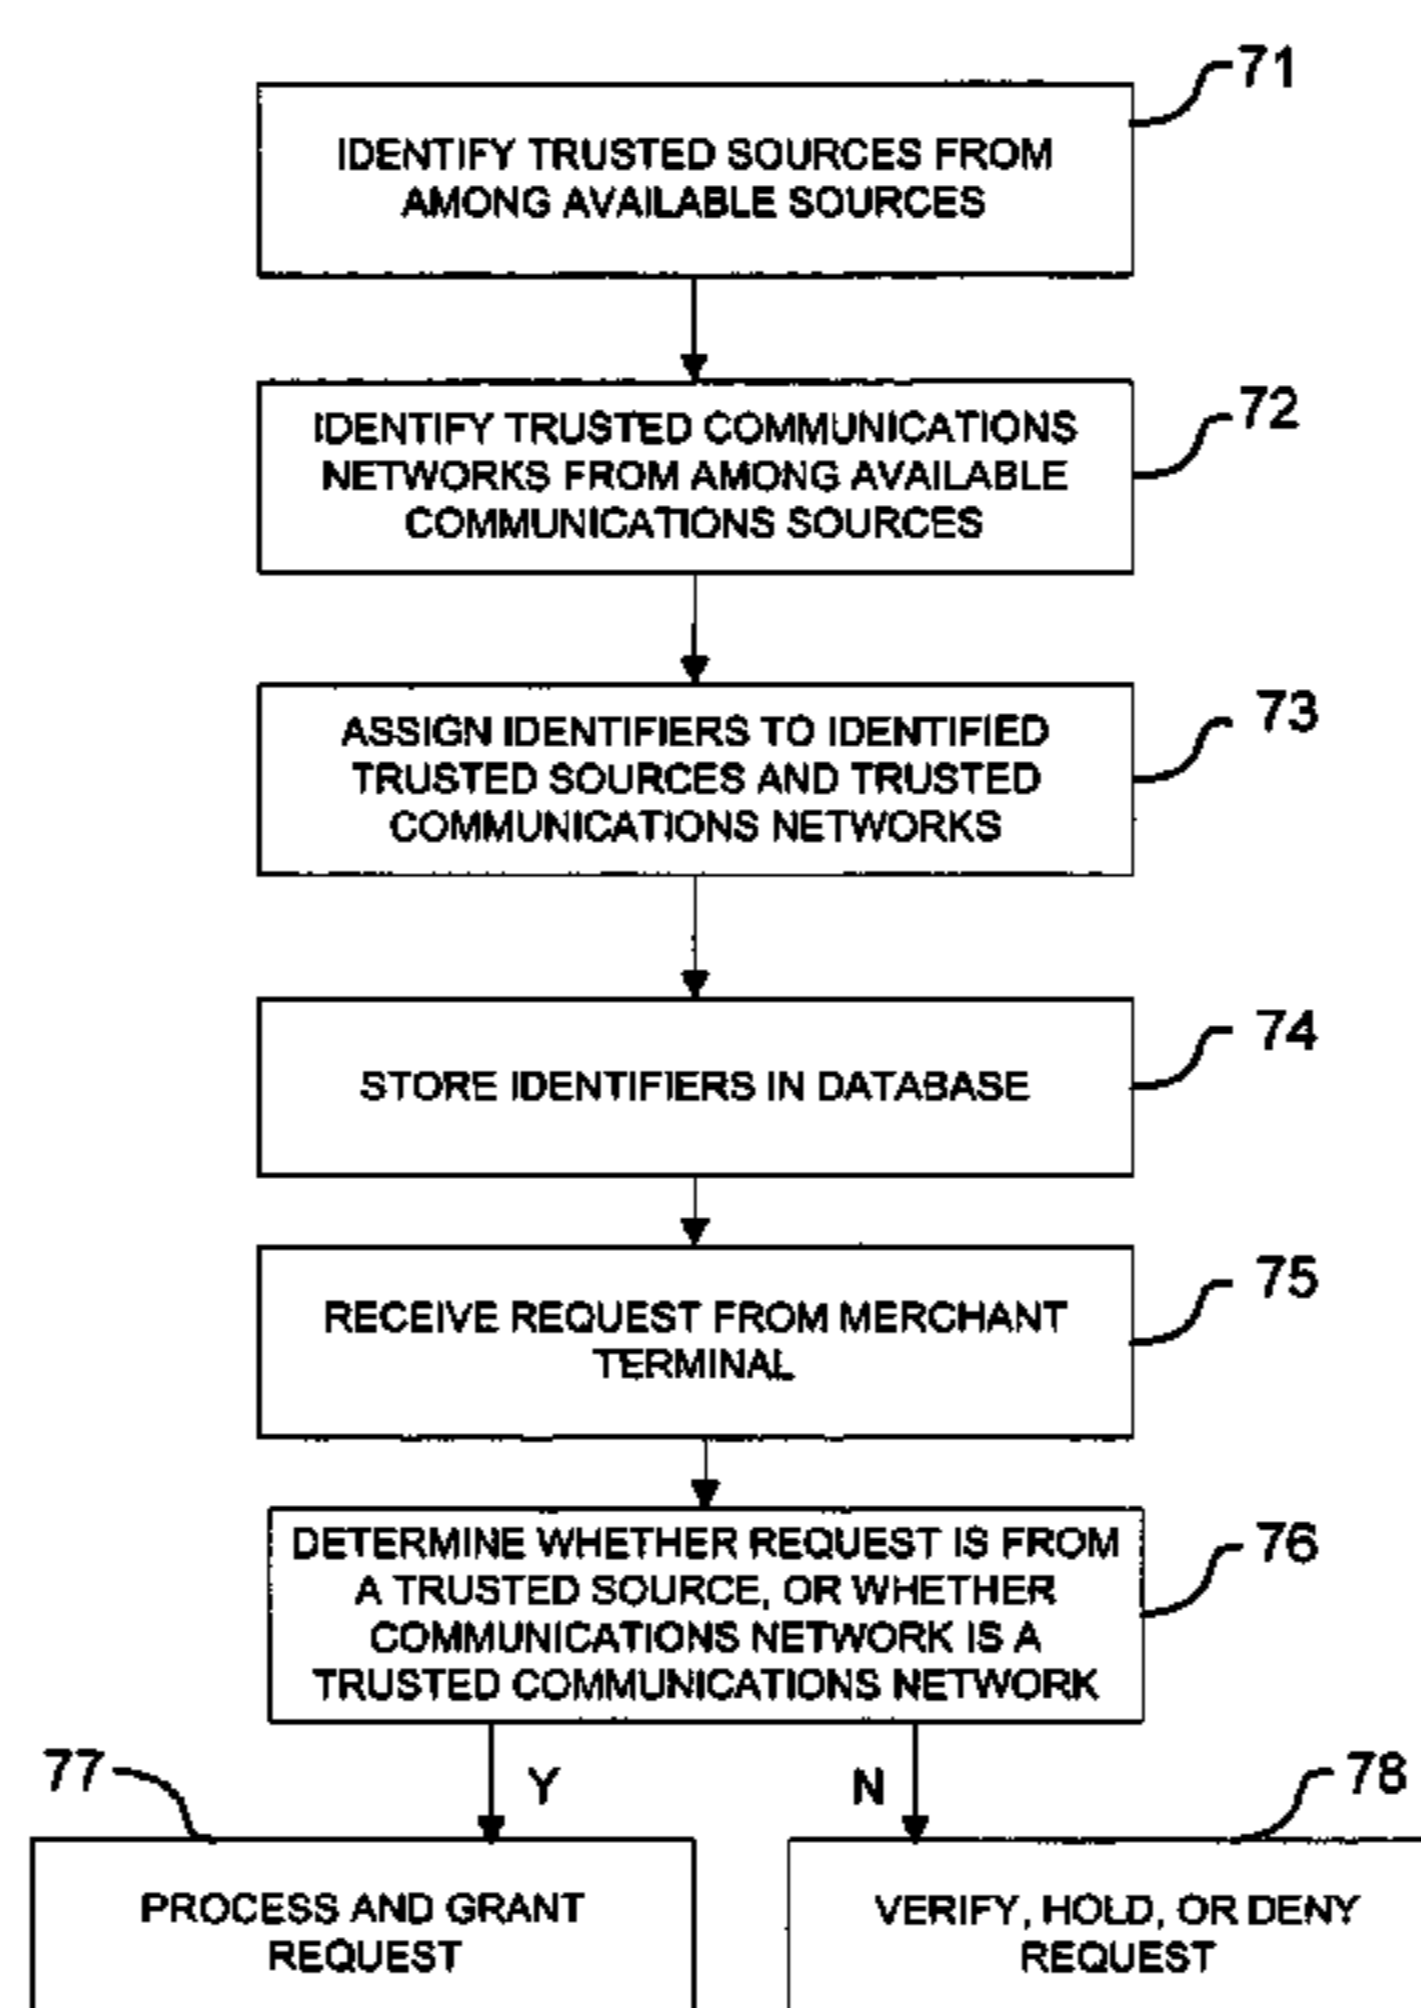 71
IDENTIFY TRUSTED SOURCES FROM
AMONG AVAILABLE SOURCES
72
IDENTIFY TRUSTED COMMUNICATIONS
NETWORKS FROM AMONG AVAILABLE
COMMUNICATIONS SOURCES
73
ASSIGN IDENTIFIERS TO IDENTIFIED
TRUSTED SOURCES AND TRUSTED
COMMUNICATIONS NETWORKS
74
STORE IDENTIFIERS IN DATABASE
75
RECEIVE REQUEST FROM MERCHANT
TERMINAL
76
DETERMINE WHETHER REQUEST IS FROM
A TRUSTED SOURCE, OR WHETHER
COMMUNICATIONS NETWORK IS A
TRUSTED COMMUNICATIONS NETWORK
77
Y
N
78
PROCESS AND GRANT
REQUEST
VERIFY, HOLD, OR DENY
REQUEST